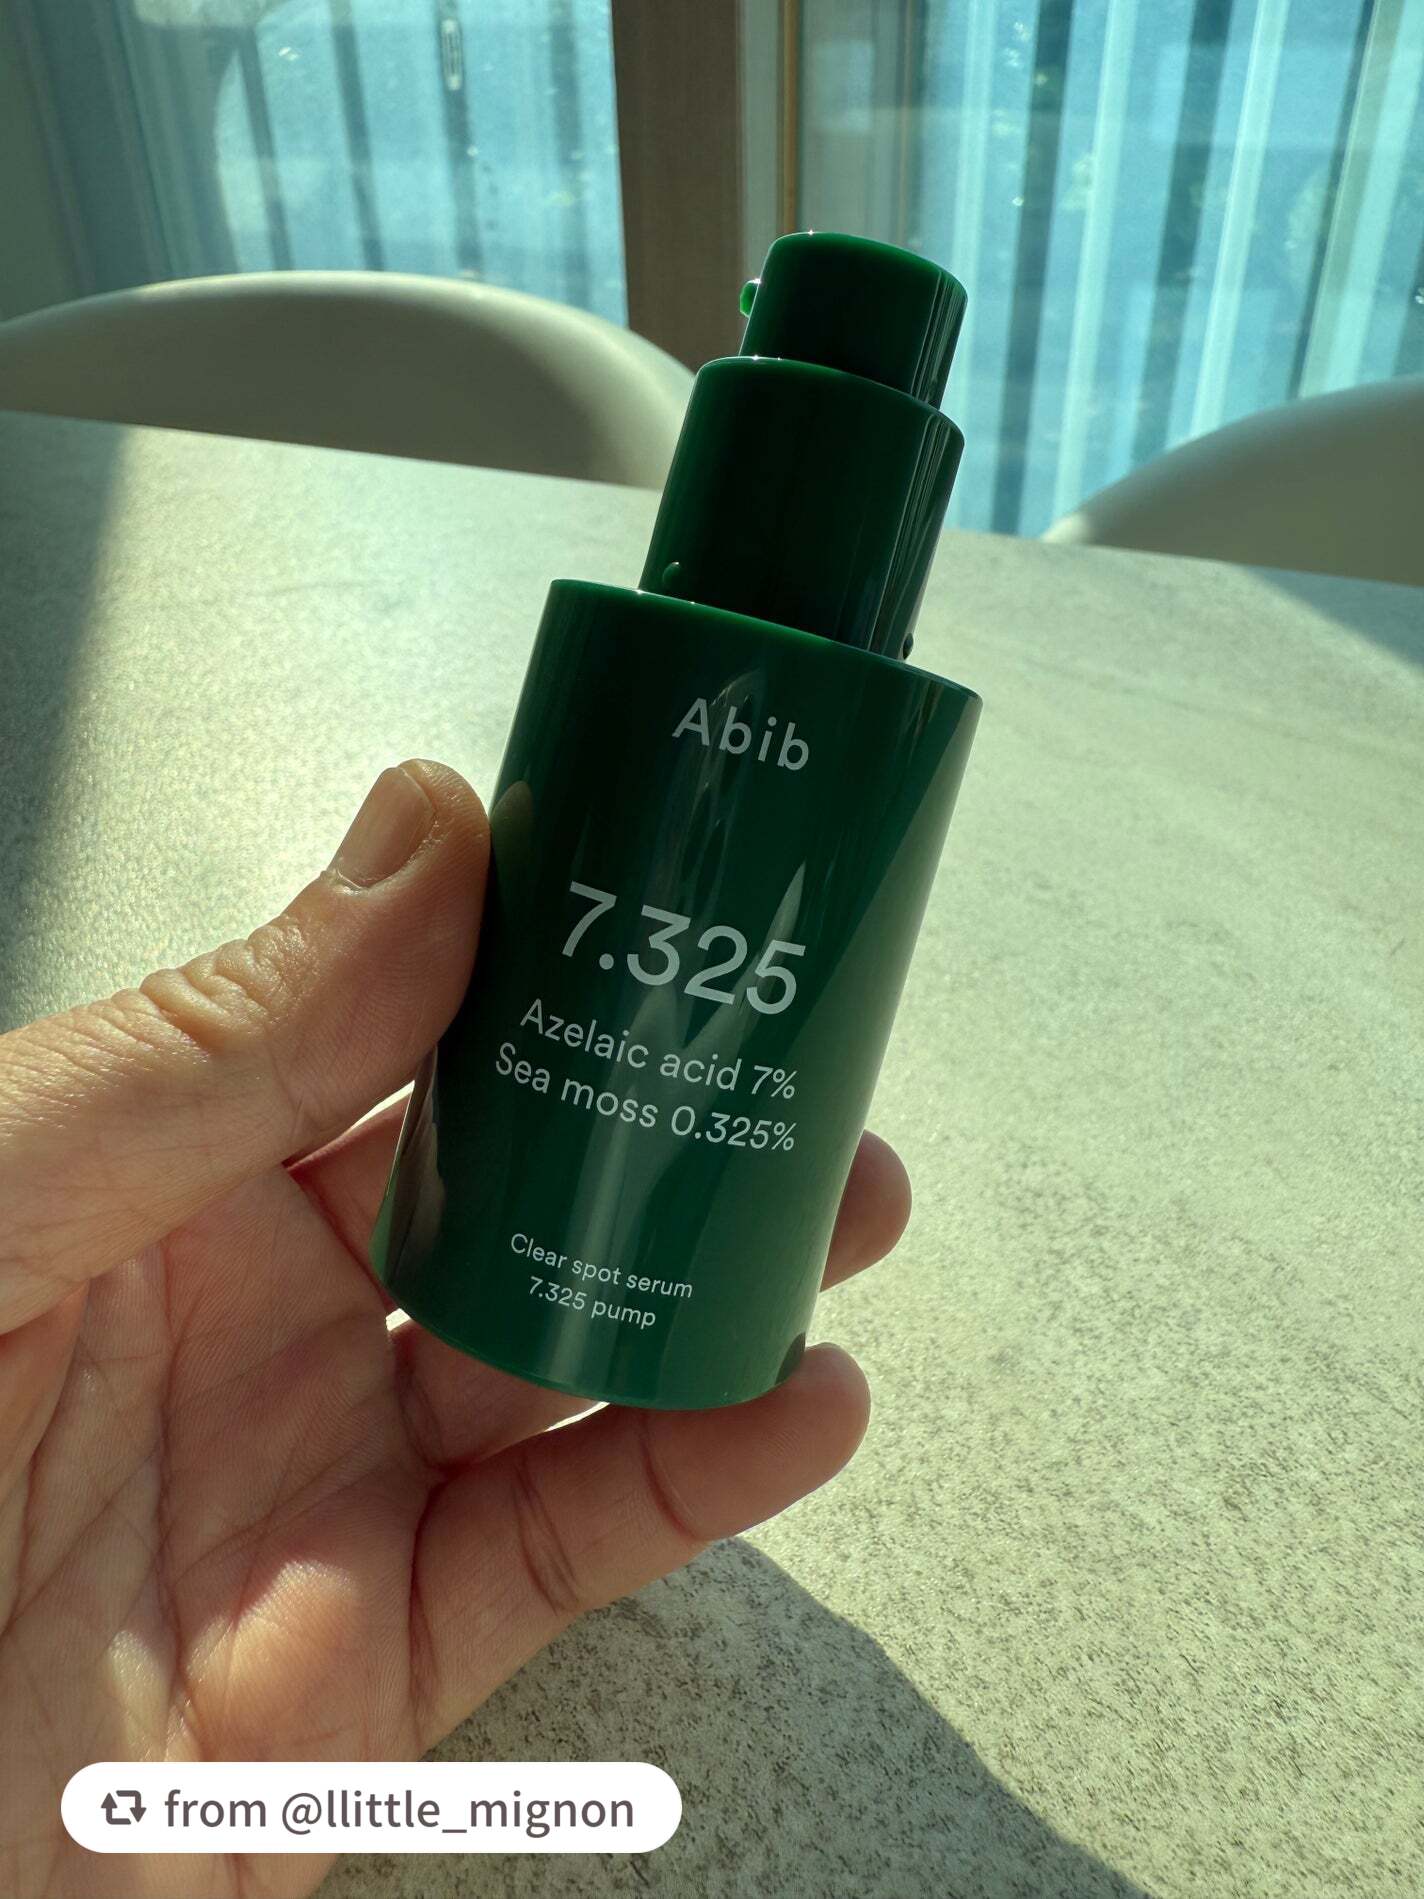 Abib
7.325
Azelaic acid 7%
Sea moss 0.325%
Clear spot serum
7.325 pump
from @llittle_mignon